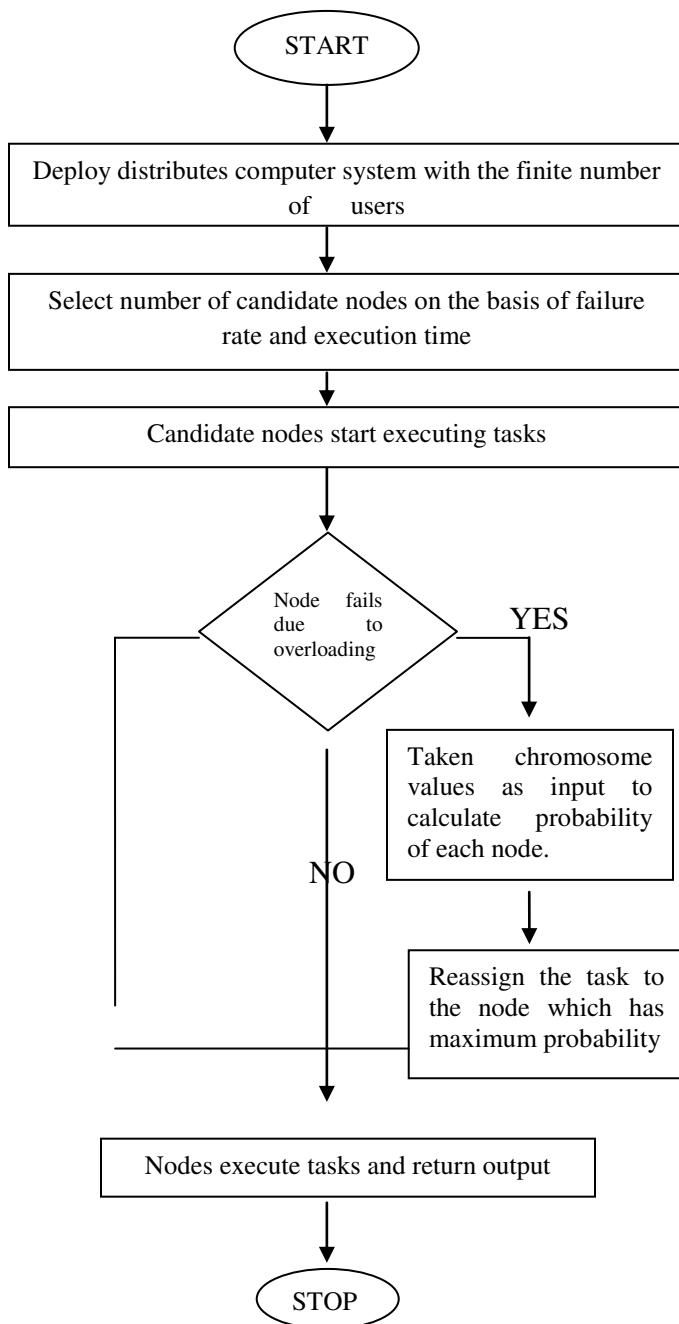 START
Deploy distributes computer system with the finite number
of users
Select number of candidate nodes on the basis of failure
rate and execution time
Candidate nodes start executing tasks
Node fails
due to
overloading
YES
Taken chromosome
values as input to
calculate probability
of each node.
NO
Reassign the task to
the node which has
maximum probability
Nodes execute tasks and return output
STOP